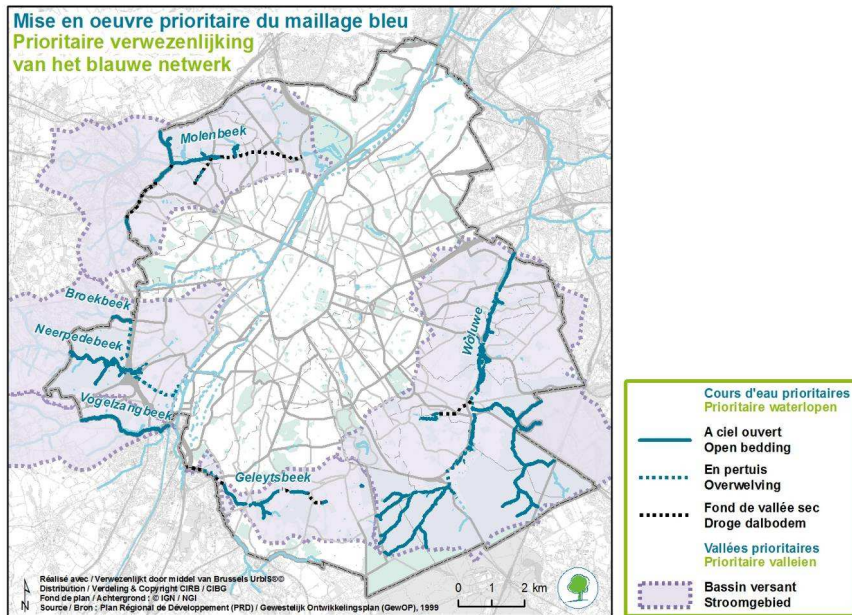 Mise en oeuvre prioritaire du maillage bleu
Prioritaire verwezenlijking
van het blauwe netwerk
Molenbeek
Broekbeek
Neerpedebeek
Vogelzangbeek
Woluwe
Geleytsbeek
Réalisé avec / Verwezenlijkt door middel van Brussels UrbIS®©
Distribution / Verdeling & Copyright CIRB / CIBG
Fond de plan / Achtergrond : © IGN / NGI
Source / Bron : Plan Régional de Développement (PRD) / Gewestelijk Ontwikkelingsplan (GewOP), 1999
0 1 2 km
Cours d'eau prioritaires
Prioritaire waterlopen
A ciel ouvert
Open bedding
En pertuis
Overwelving
Fond de vallée sec
Droge dalbodem
Vallées prioritaires
Prioritaire valleien
Bassin versant
Stroomgebied